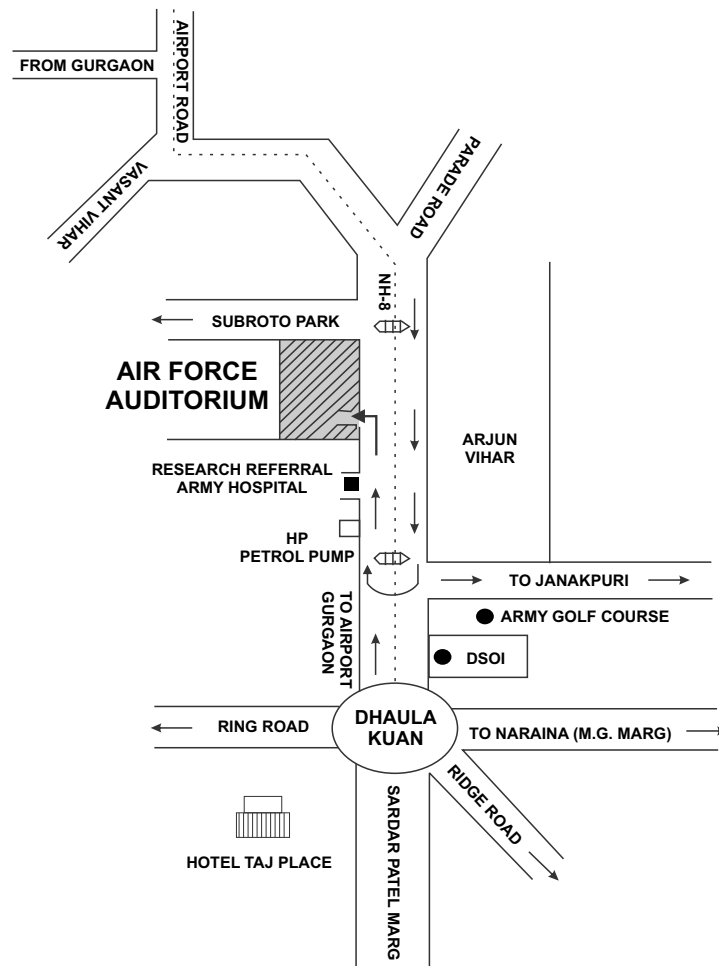 FROM GURGAON
AIRPORT ROAD
VASANT VIHAR
PARADE ROAD
NH-8
SUBROTO PARK
AIR FORCE
AUDITORIUM
ARJUN
VIHAR
RESEARCH REFERRAL
ARMY HOSPITAL
HP
PETROL PUMP
TO JANAKPURI
TO AIRPORT
GURGAON
ARMY GOLF COURSE
DSOI
RING ROAD
DHAULA
KUAN
TO NARAINA (M.G. MARG)
RIDGE ROAD
SARDAR PATEL MARG
HOTEL TAJ PLACE